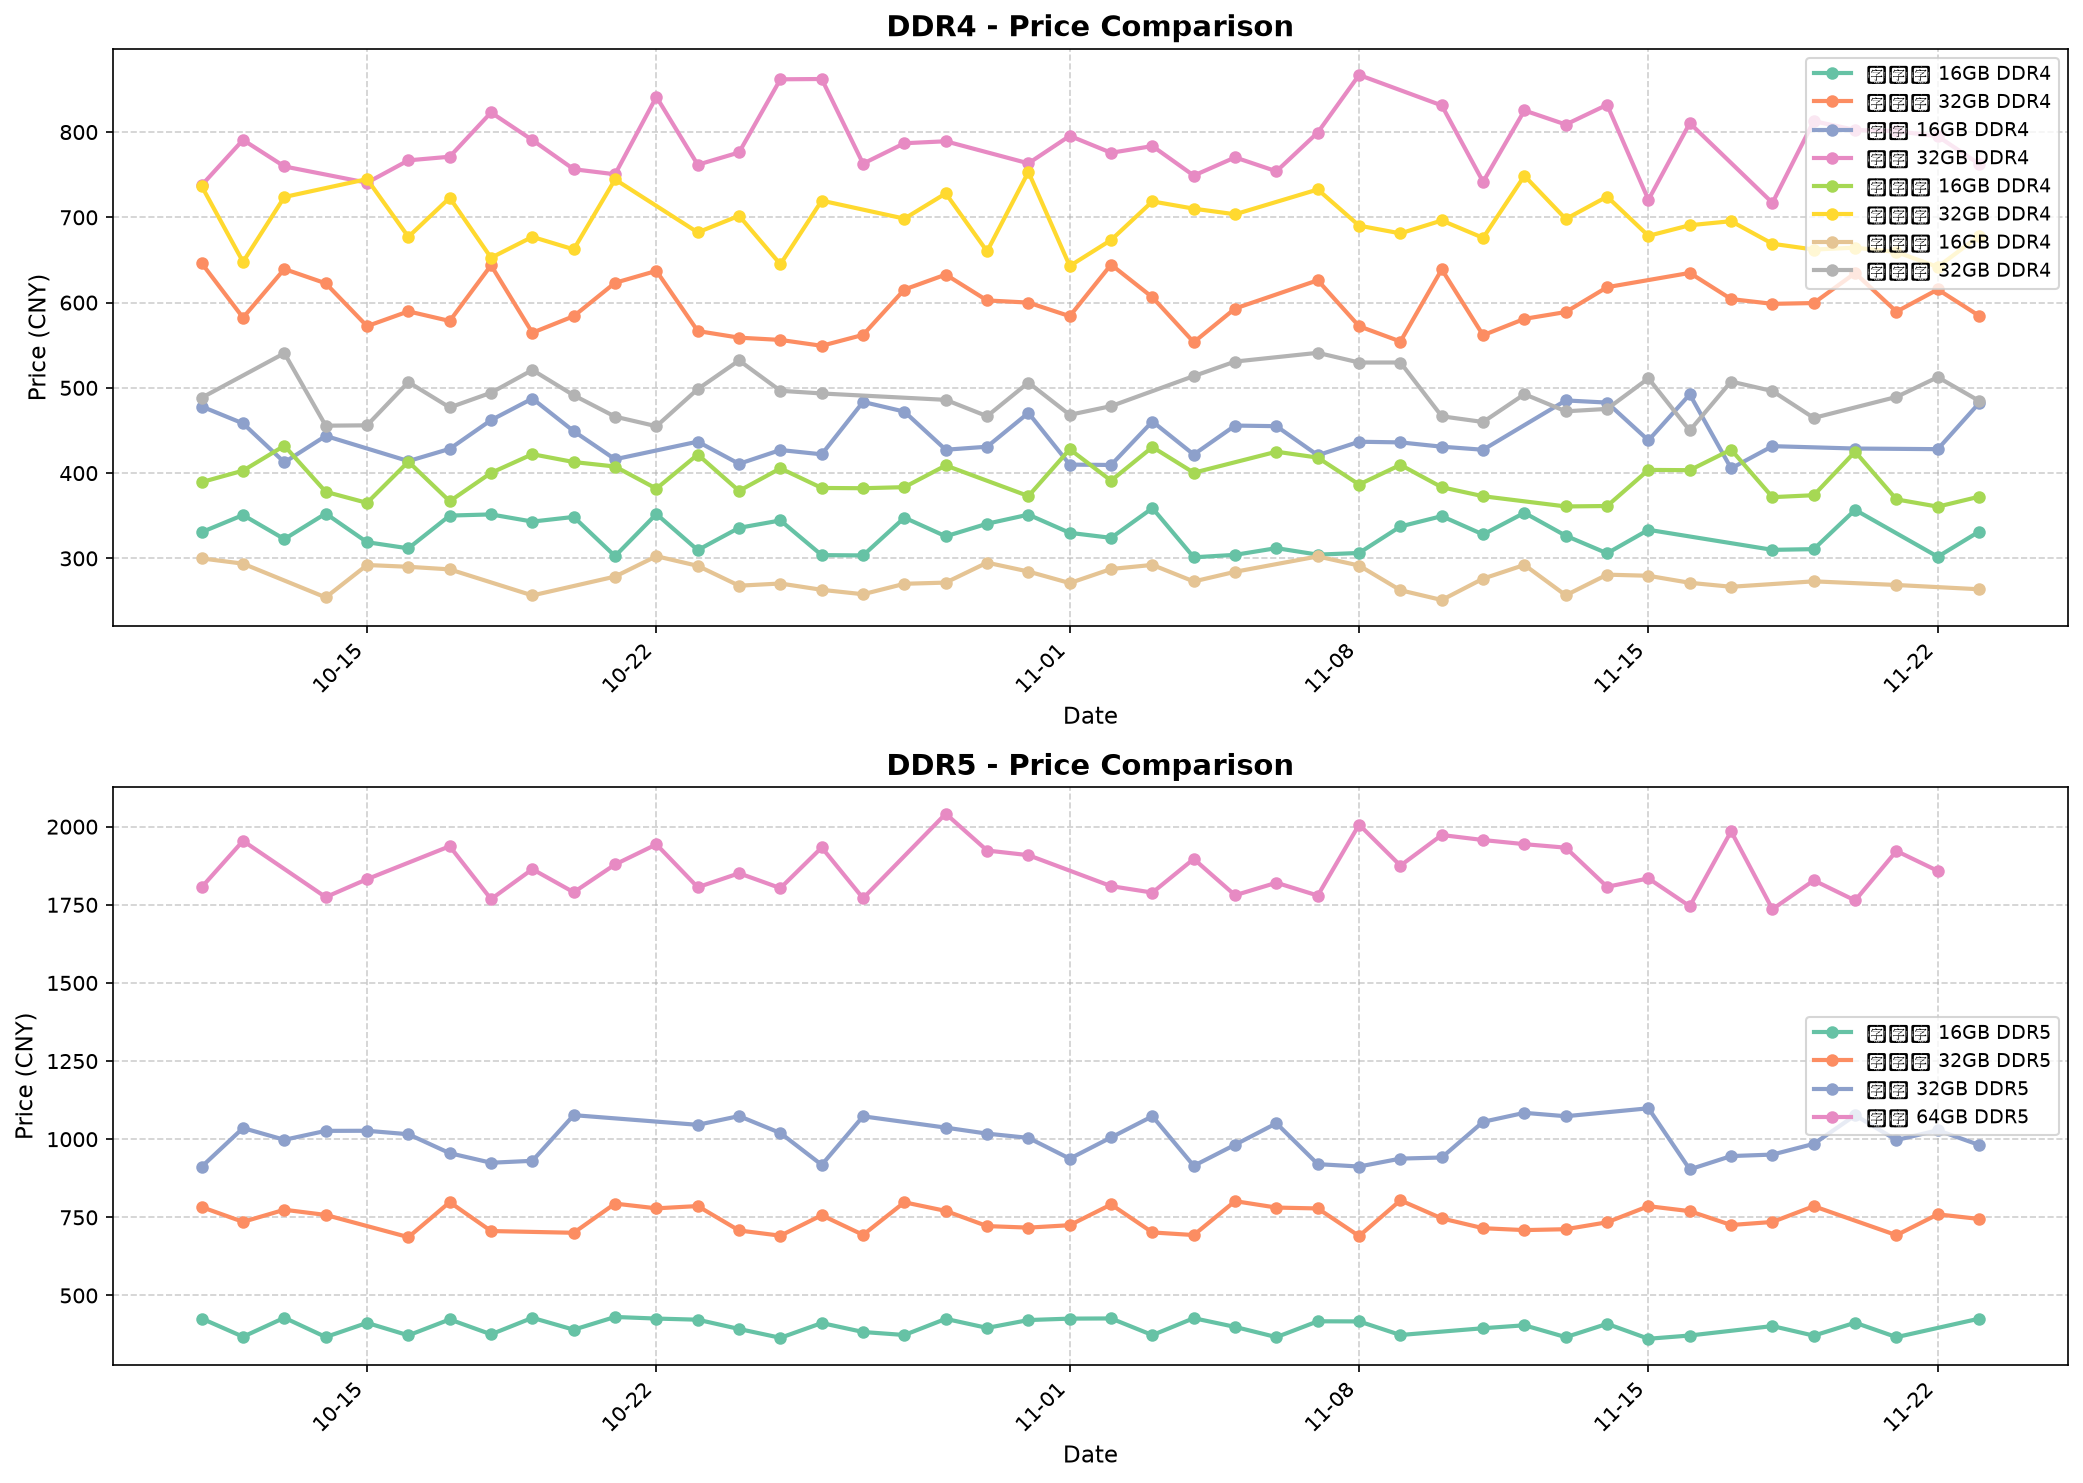 DDR4 - Price Comparison
Price (CNY)
800
700
600
500
400
300
16GB DDR4
32GB DDR4
16GB DDR4
32GB DDR4
16GB DDR4
32GB DDR4
16GB DDR4
32GB DDR4
10-15
10-22
11-01
11-08
11-15
11-22
Date
DDR5 - Price Comparison
Price (CNY)
2000
1750
1500
1250
1000
750
500
16GB DDR5
32GB DDR5
32GB DDR5
64GB DDR5
10-15
10-22
11-01
11-08
11-15
11-22
Date